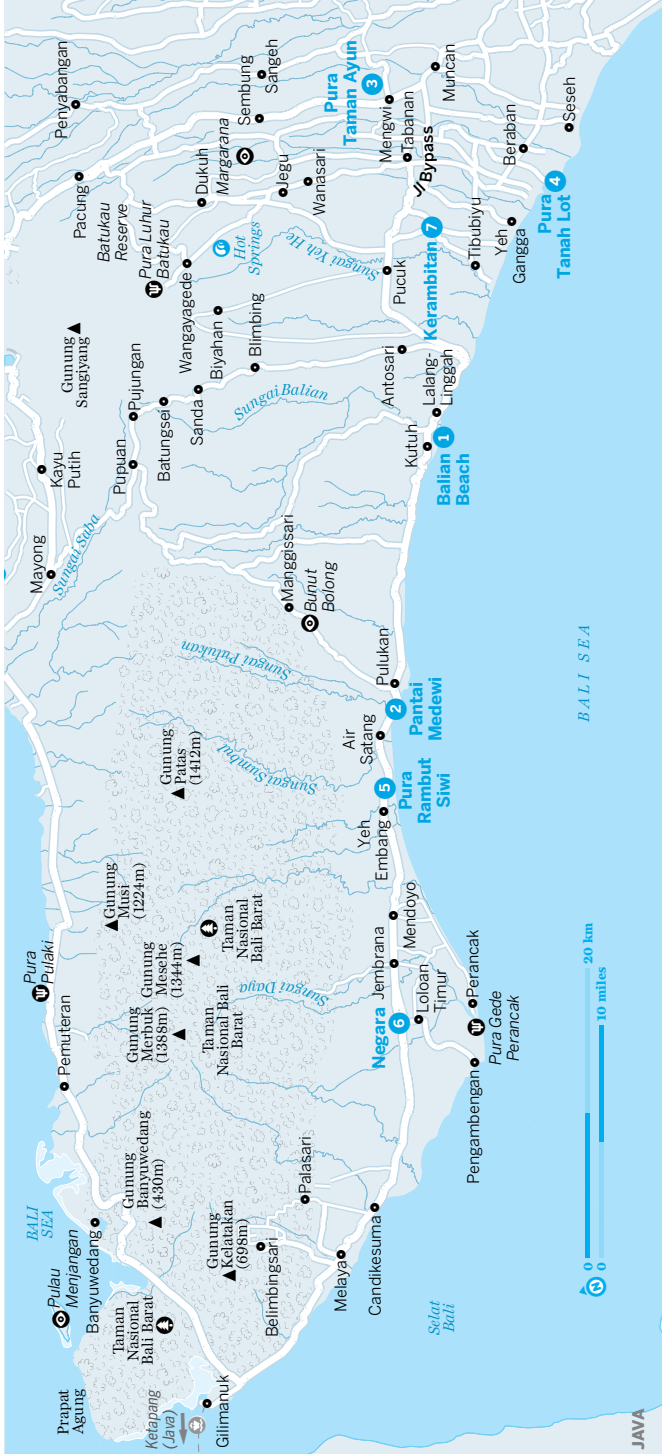 Prapat
Agung
Pulau
Menjangan
BALI
SEA
Banyuwedang
Taman
Nasional
Bali Barat
Ketapang
(Java)
Gilimanuk
Gunung
Banyuwedang
(430m)
Gunung
Kelatakan
(698m)
Belimbingsari
Palasari
Melaya
Candikesuma
Selat
Bali
JAVA
Pemuteran
Pura
Pulaki
Gunung
Merbuk
(1388m)
Gunung
Mesehe
(1344m)
Gunung
Musi
(1224m)
Taman
Nasional Bali
Barat
Taman
Nasional
Bali Barat
Sungai Daya
Negara
6
Jembrana
Mendoyo
Loloan
Timur
Perancak
Pura Gede
Perancak
Pengambengan
Gunung
Patas
(1412m)
Sungai Sumbul
Sungai Pulukan
Yeh
Embang
5
Pura
Rambut
Siwi
Air
Satang
2
Pantai
Medewi
Pulukan
Manggissari
Bunut
Bolong
Mayong
Sungai Saba
Kayu
Putih
Gunung
Sangiyang
Pupuan
Pujungan
Batungsei
Sanda
Wangayagede
Biyahan
Blimbing
Sungai Balian
Antosari
Lalang-
Linggah
Kutuh
Balian
Beach
1
Penyabangan
Pacung
Batukau
Reserve
Pura Luhur
Batukau
Hot
Springs
Dukuh
Margarana
Sembung
Sangeh
Jegu
Wanasari
Sungai Yeh He
Pura
Taman Ayun
3
Mengwi
Muncan
Tabanan
Jl Bypass
Pucuk
Kerambitan
7
Tibubiyu
Yeh
Gangga
Beraban
Seseh
Pura
Tanah Lot
4
BALI SEA
N
0
20 km
0
10 miles